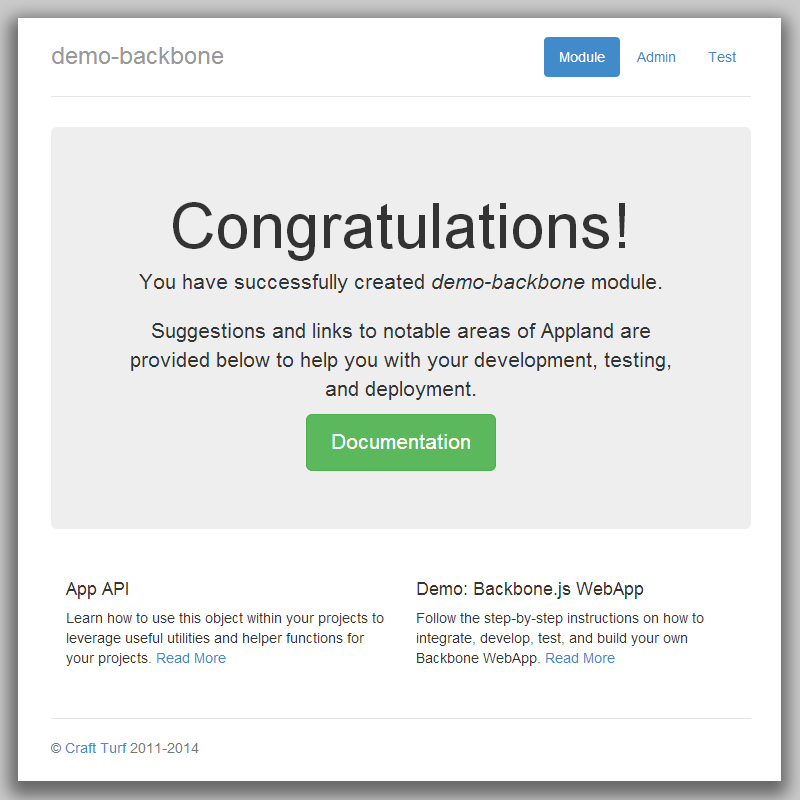 demo-backbone
Module Admin Test
Congratulations!
You have successfully created demo-backbone module.
Suggestions and links to notable areas of Appland are
provided below to help you with your development, testing,
and deployment.
Documentation
App API
Learn how to use this object within your projects to
leverage useful utilities and helper functions for
your projects. Read More
Demo: Backbone.js WebApp
Follow the step-by-step instructions on how to
integrate, develop, test, and build your own
Backbone WebApp. Read More
© Craft Turf 2011-2014